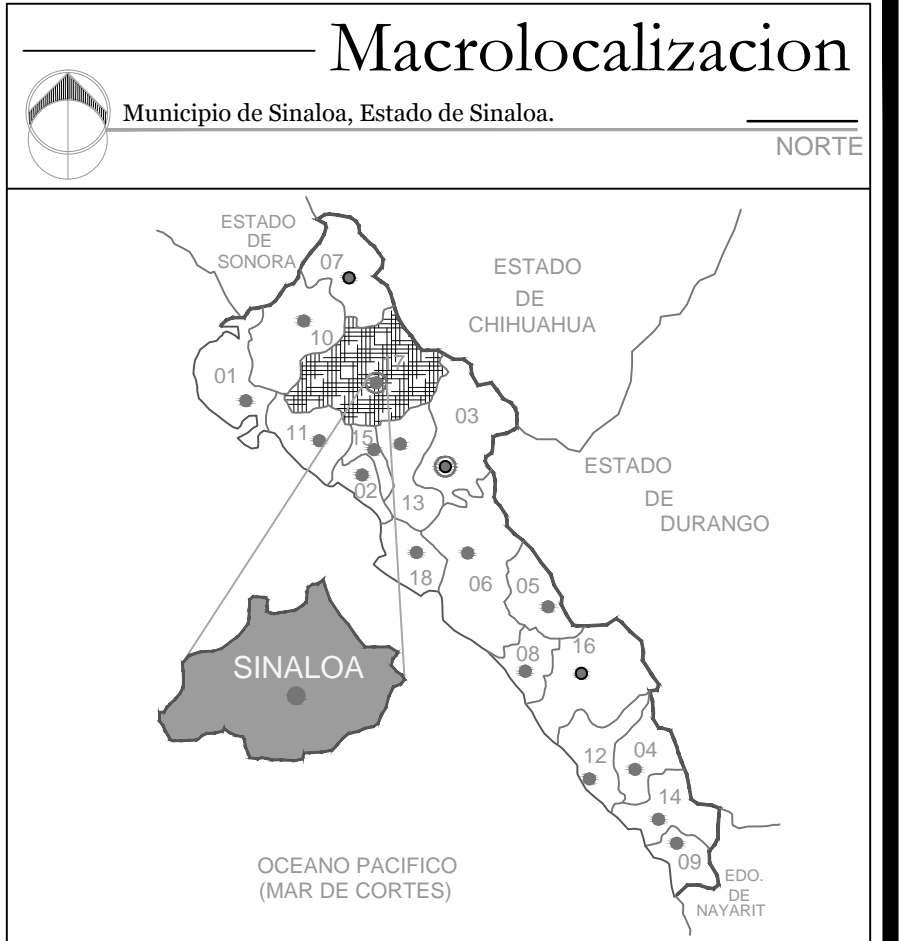 Macrolocalizacion
Municipio de Sinaloa, Estado de Sinaloa.
NORTE
ESTADO
DE
SONORA
07
ESTADO
DE
CHIHUAHUA
10
7
01
03
11
15
02
13
ESTADO
DE
DURANGO
18
06
05
08
16
SINALOA
12
04
14
09
OCEANO PACIFICO
(MAR DE CORTES)
EDO.
DE
NAYARIT